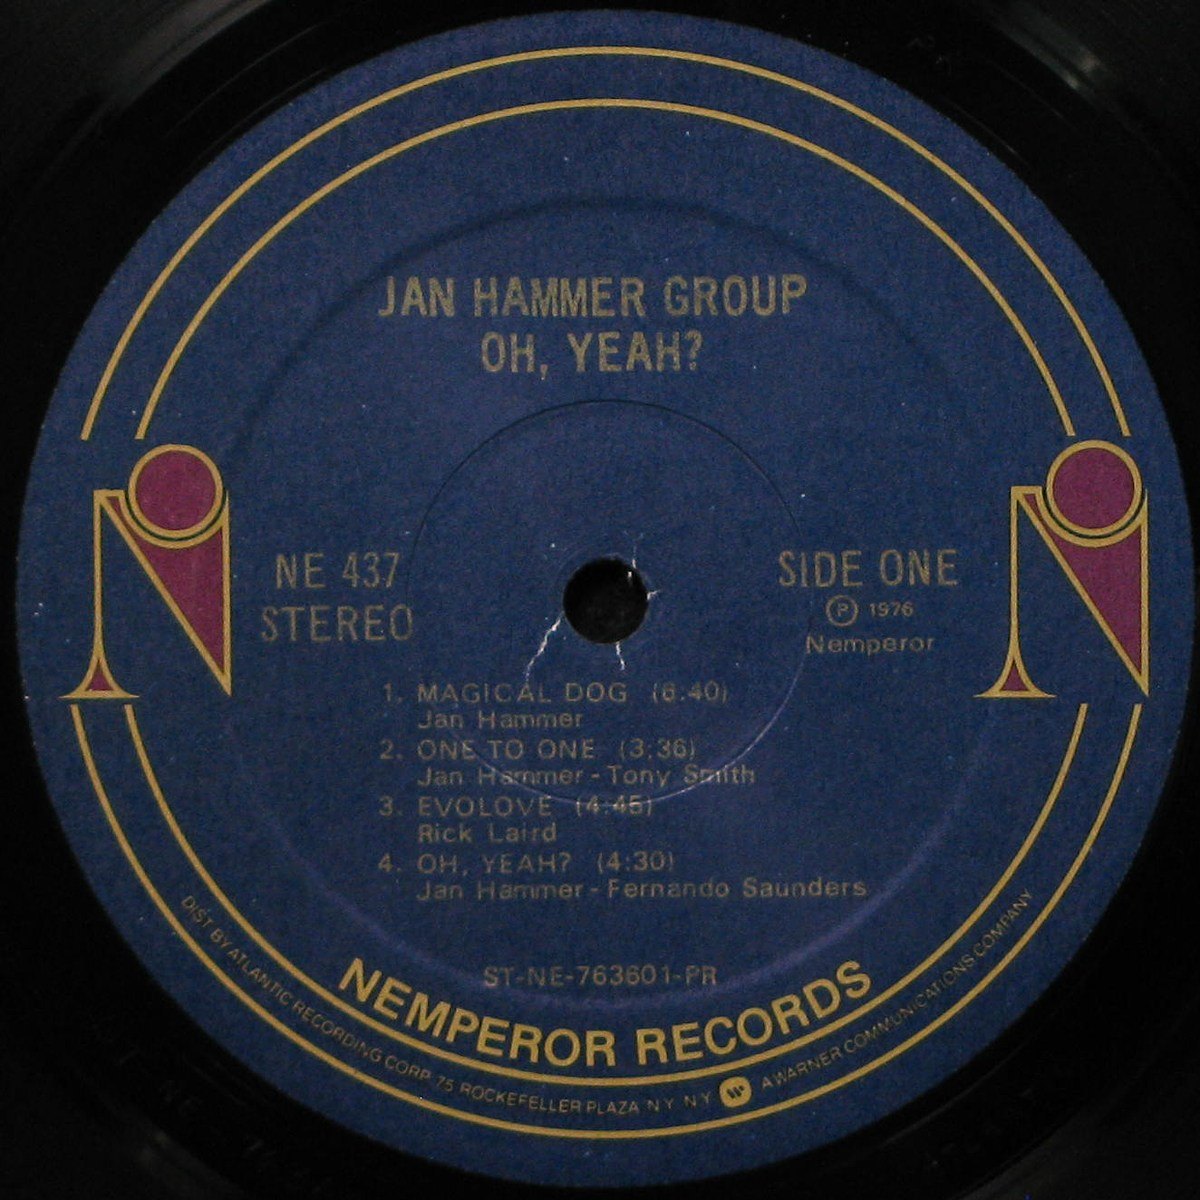 JAN HAMMER GROUP
OH, YEAH?
NE 437
STEREO
SIDE ONE
Ⓟ 1976
Nemperor
1. MAGICAL DOG (6:40)
Jan Hammer
2. ONE TO ONE (3:36)
Jan Hammer - Tony Smith
3. EVOLOVE (4:45)
Rick Laird
4. OH, YEAH? (4:30)
Jan Hammer - Fernando Saunders
ST-NE-763601-PR
NEMPEROR RECORDS
DIST BY ATLANTIC RECORDING CORP 75 ROCKEFELLER PLAZA N Y N Y A WARNER COMMUNICATIONS COMPANY